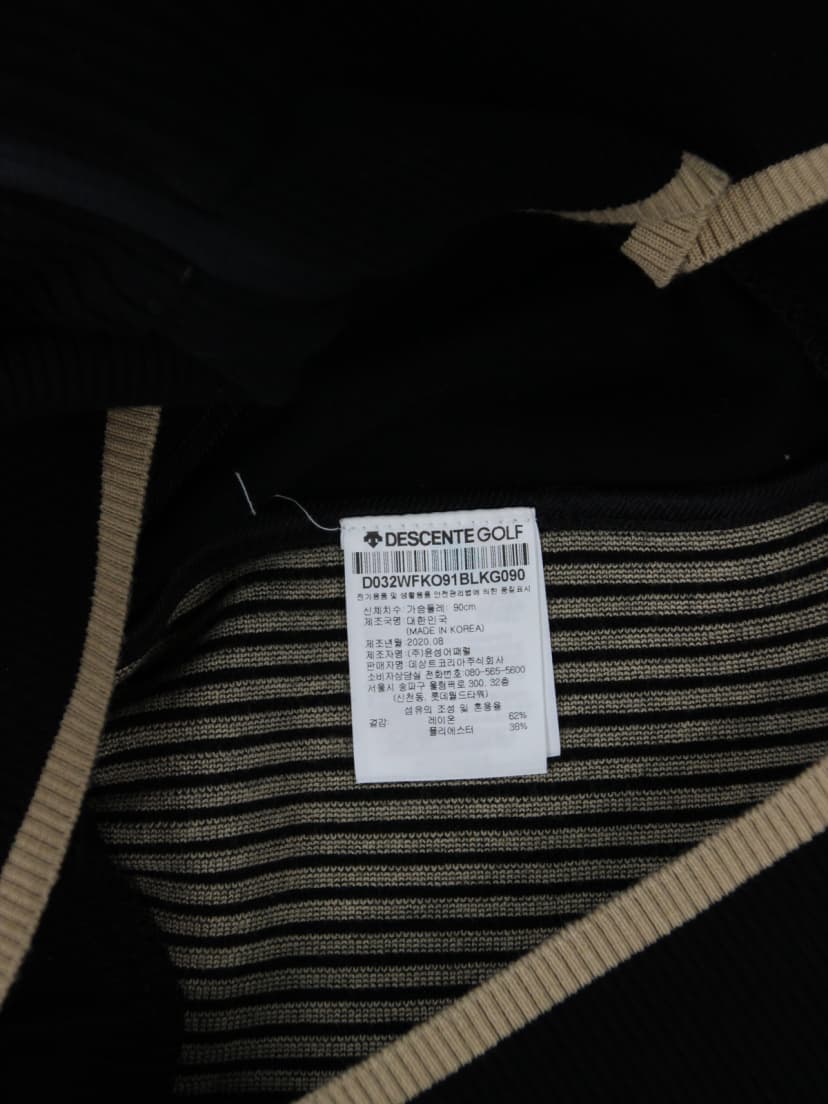 DESCENTE GOLF
D032WFKO91BLKG090
전기용품 및 생활용품 안전관리법에 의한 품질표시
신체치수: 가슴둘레: 90cm
제조국명:대한민국
(MADE IN KOREA)
제조년월:2020.08
제조자명:(주)윤성어패럴
판매자명:데상트코리아주식회사
소비자상담실 전화번호:080-565-5600
서울시 송파구 올림픽로 300, 32층
(신천동, 롯데월드타워)
섬유의 조성 및 혼용율
겉감: 레이온 62%
폴리에스터 38%